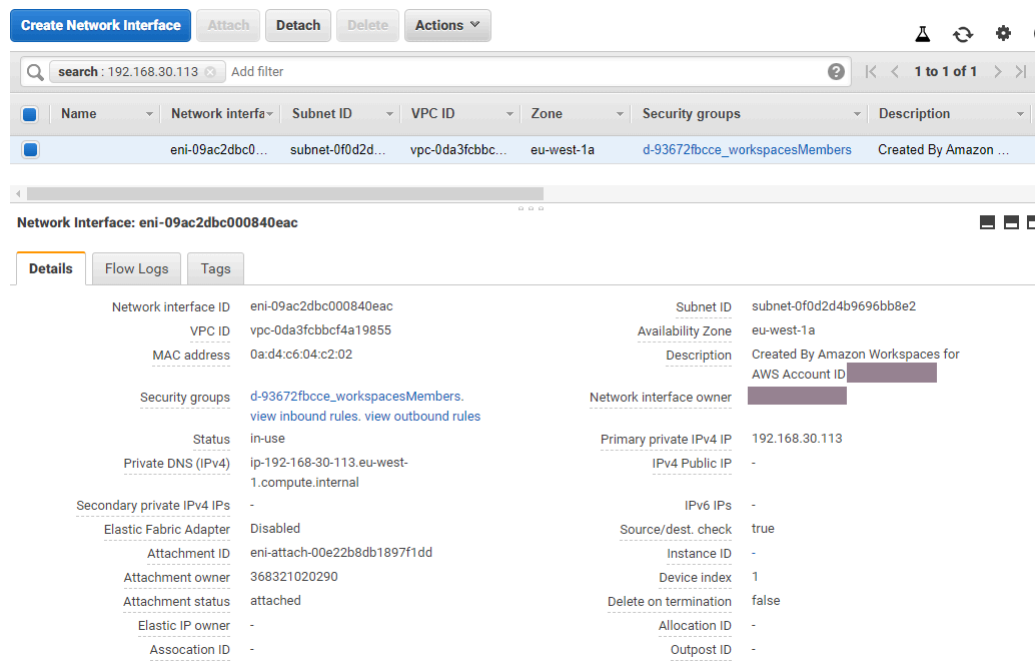 Create Network Interface Attach Detach Delete Actions
search : 192.168.30.113 Add filter 1 to 1 of 1
Name Network interfa Subnet ID VPC ID Zone Security groups Description
eni-09ac2dbc0... subnet-0f0d2d... vpc-0da3fcbbc... eu-west-1a d-93672fbcce_workspacesMembers Created By Amazon ...
Network Interface: eni-09ac2dbc000840eac
Details Flow Logs Tags
Network interface ID eni-09ac2dbc000840eac Subnet ID subnet-0f0d2d4b9696bb8e2
VPC ID vpc-0da3fcbbcf4a19855 Availability Zone eu-west-1a
MAC address 0a:d4:c6:04:c2:02 Description Created By Amazon Workspaces for
AWS Account ID
Security groups d-93672fbcce_workspacesMembers. Network interface owner
view inbound rules. view outbound rules
Status in-use Primary private IPv4 IP 192.168.30.113
Private DNS (IPv4) ip-192-168-30-113.eu-west- IPv4 Public IP -
1.compute.internal
Secondary private IPv4 IPs - IPv6 IPs -
Elastic Fabric Adapter Disabled Source/dest. check true
Attachment ID eni-attach-00e22b8db1897f1dd Instance ID -
Attachment owner 368321020290 Device index 1
Attachment status attached Delete on termination false
Elastic IP owner - Allocation ID -
Assocation ID - Outpost ID -